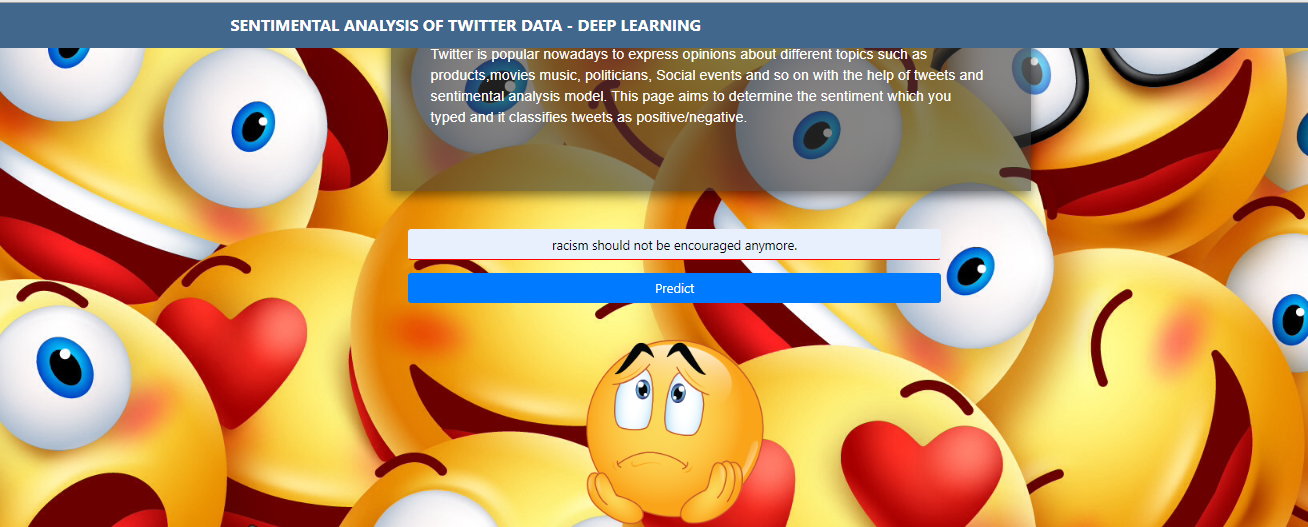 SENTIMENTAL ANALYSIS OF TWITTER DATA - DEEP LEARNING
Twitter is popular nowadays to express opinions about different topics such as
products,movies music, politicians, Social events and so on with the help of tweets and
sentimental analysis model. This page aims to determine the sentiment which you
typed and it classifies tweets as positive/negative.
racism should not be encouraged anymore.
Predict